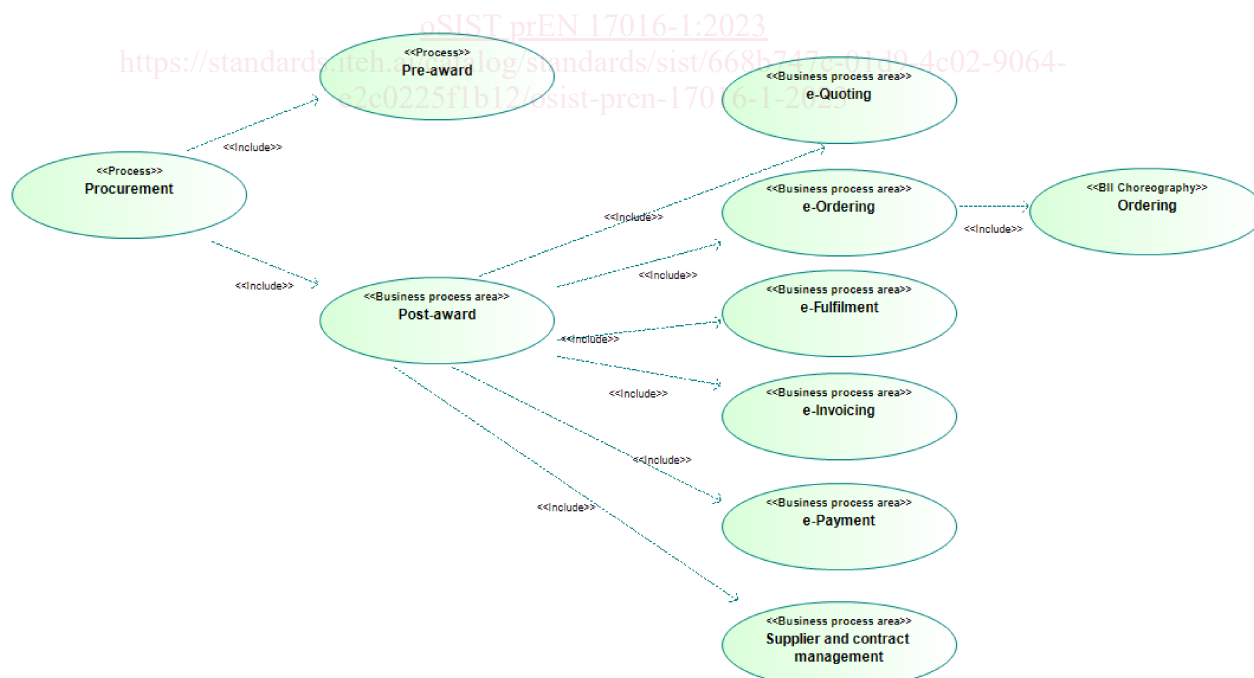 oSIST prEN 17016-1:2023
https://standards.iteh.ai/catalog/standards/sist/668b747c-01d9-4c02-9064-
e2c0225f1b12/osist-pren-17016-1-2023
<<Process>>
Pre-award
<<Include>>
<<Process>>
Procurement
<<Include>>
<<Business process area>>
Post-award
<<Business process area>>
e-Quoting
<<Include>>
<<Business process area>>
e-Ordering
<<Include>>
<<Include>>
<<BII Choreography>>
Ordering
<<Business process area>>
e-Fulfilment
<<Include>>
<<Business process area>>
e-Invoicing
<<Include>>
<<Business process area>>
e-Payment
<<Include>>
<<Business process area>>
Supplier and contract
management
<<Include>>